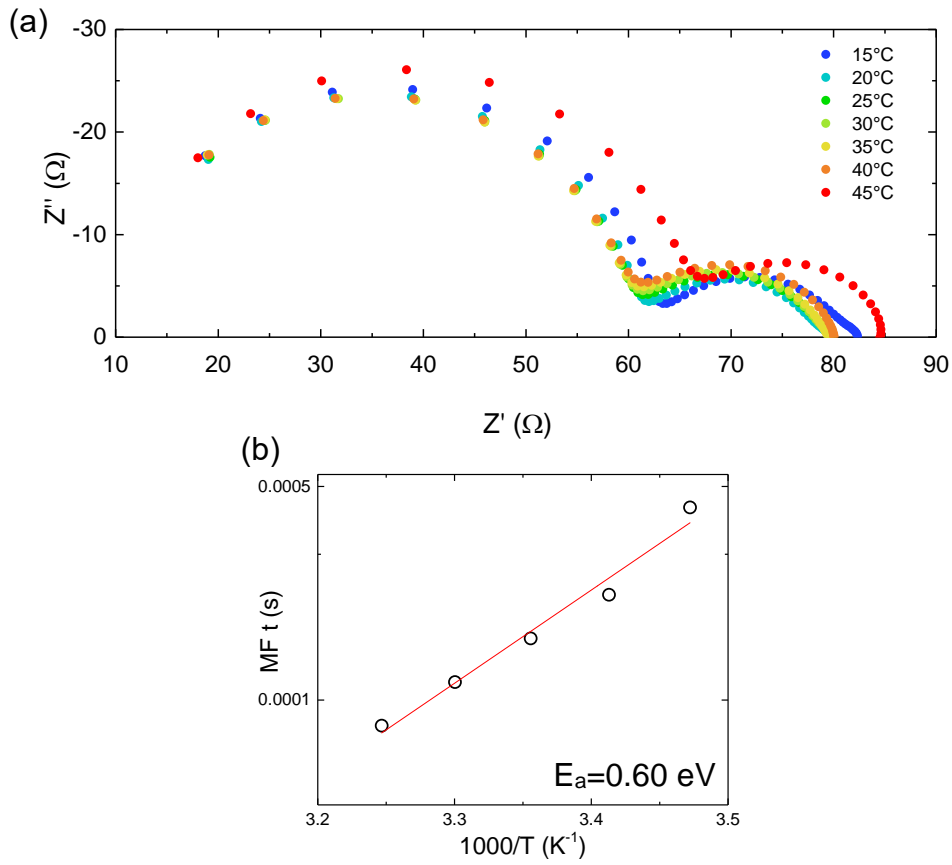 (a)
-30
-20
-10
0
Z'' (Ω)
15°C
20°C
25°C
30°C
35°C
40°C
45°C
10 20 30 40 50 60 70 80 90
Z' (Ω)
(b)
0.0005
0.0001
MF t (s)
Eₐ=0.60 eV
3.2 3.3 3.4 3.5
1000/T (K⁻¹)